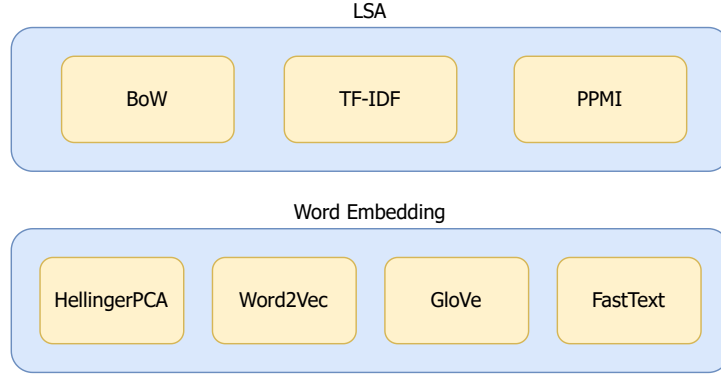 LSA
BoW TF-IDF PPMI
Word Embedding
HellingerPCA Word2Vec GloVe FastText